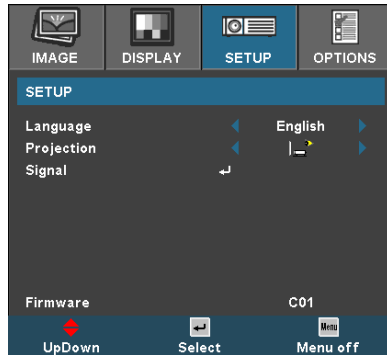 IMAGE DISPLAY SETUP OPTIONS
SETUP
Language English
Projection
Signal
Firmware C01
Menu
UpDown Select Menu off